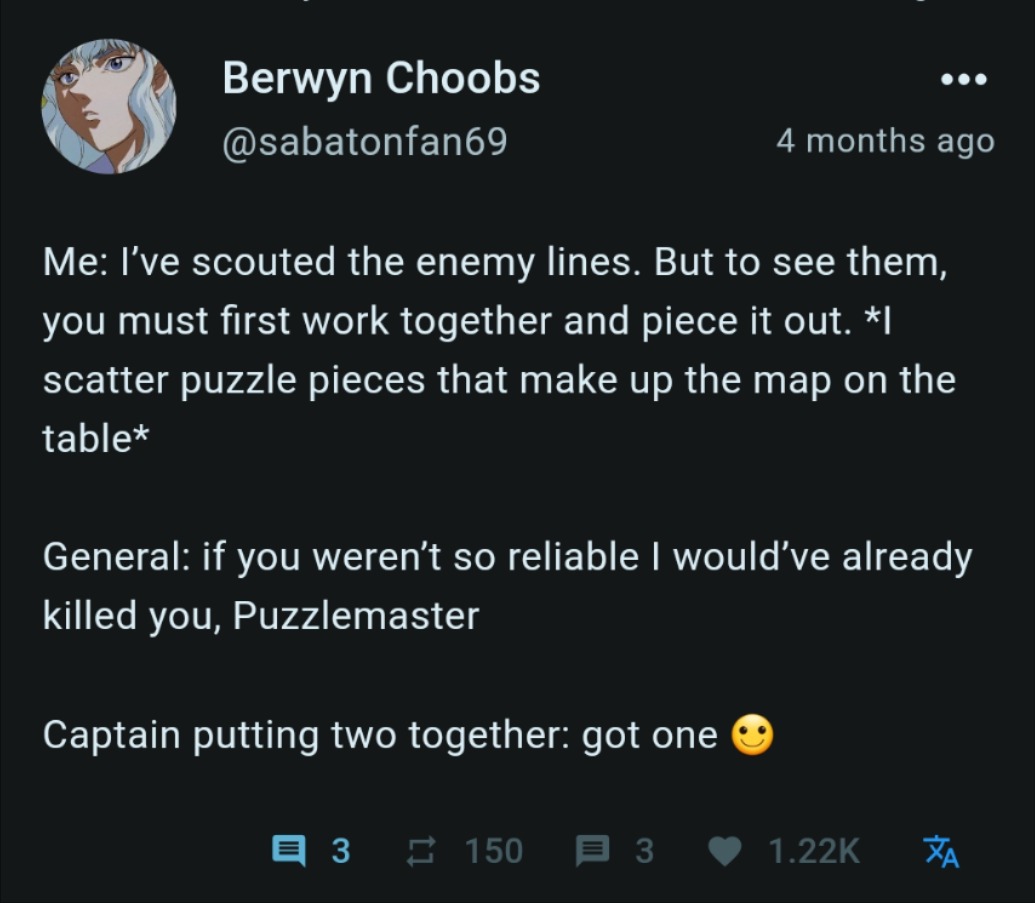 Berwyn Choobs
@sabatonfan69
4 months ago
Me: I’ve scouted the enemy lines. But to see them,
you must first work together and piece it out. *I
scatter puzzle pieces that make up the map on the
table*
General: if you weren’t so reliable I would’ve already
killed you, Puzzlemaster
Captain putting two together: got one 🙂
3 150 3 1.22K